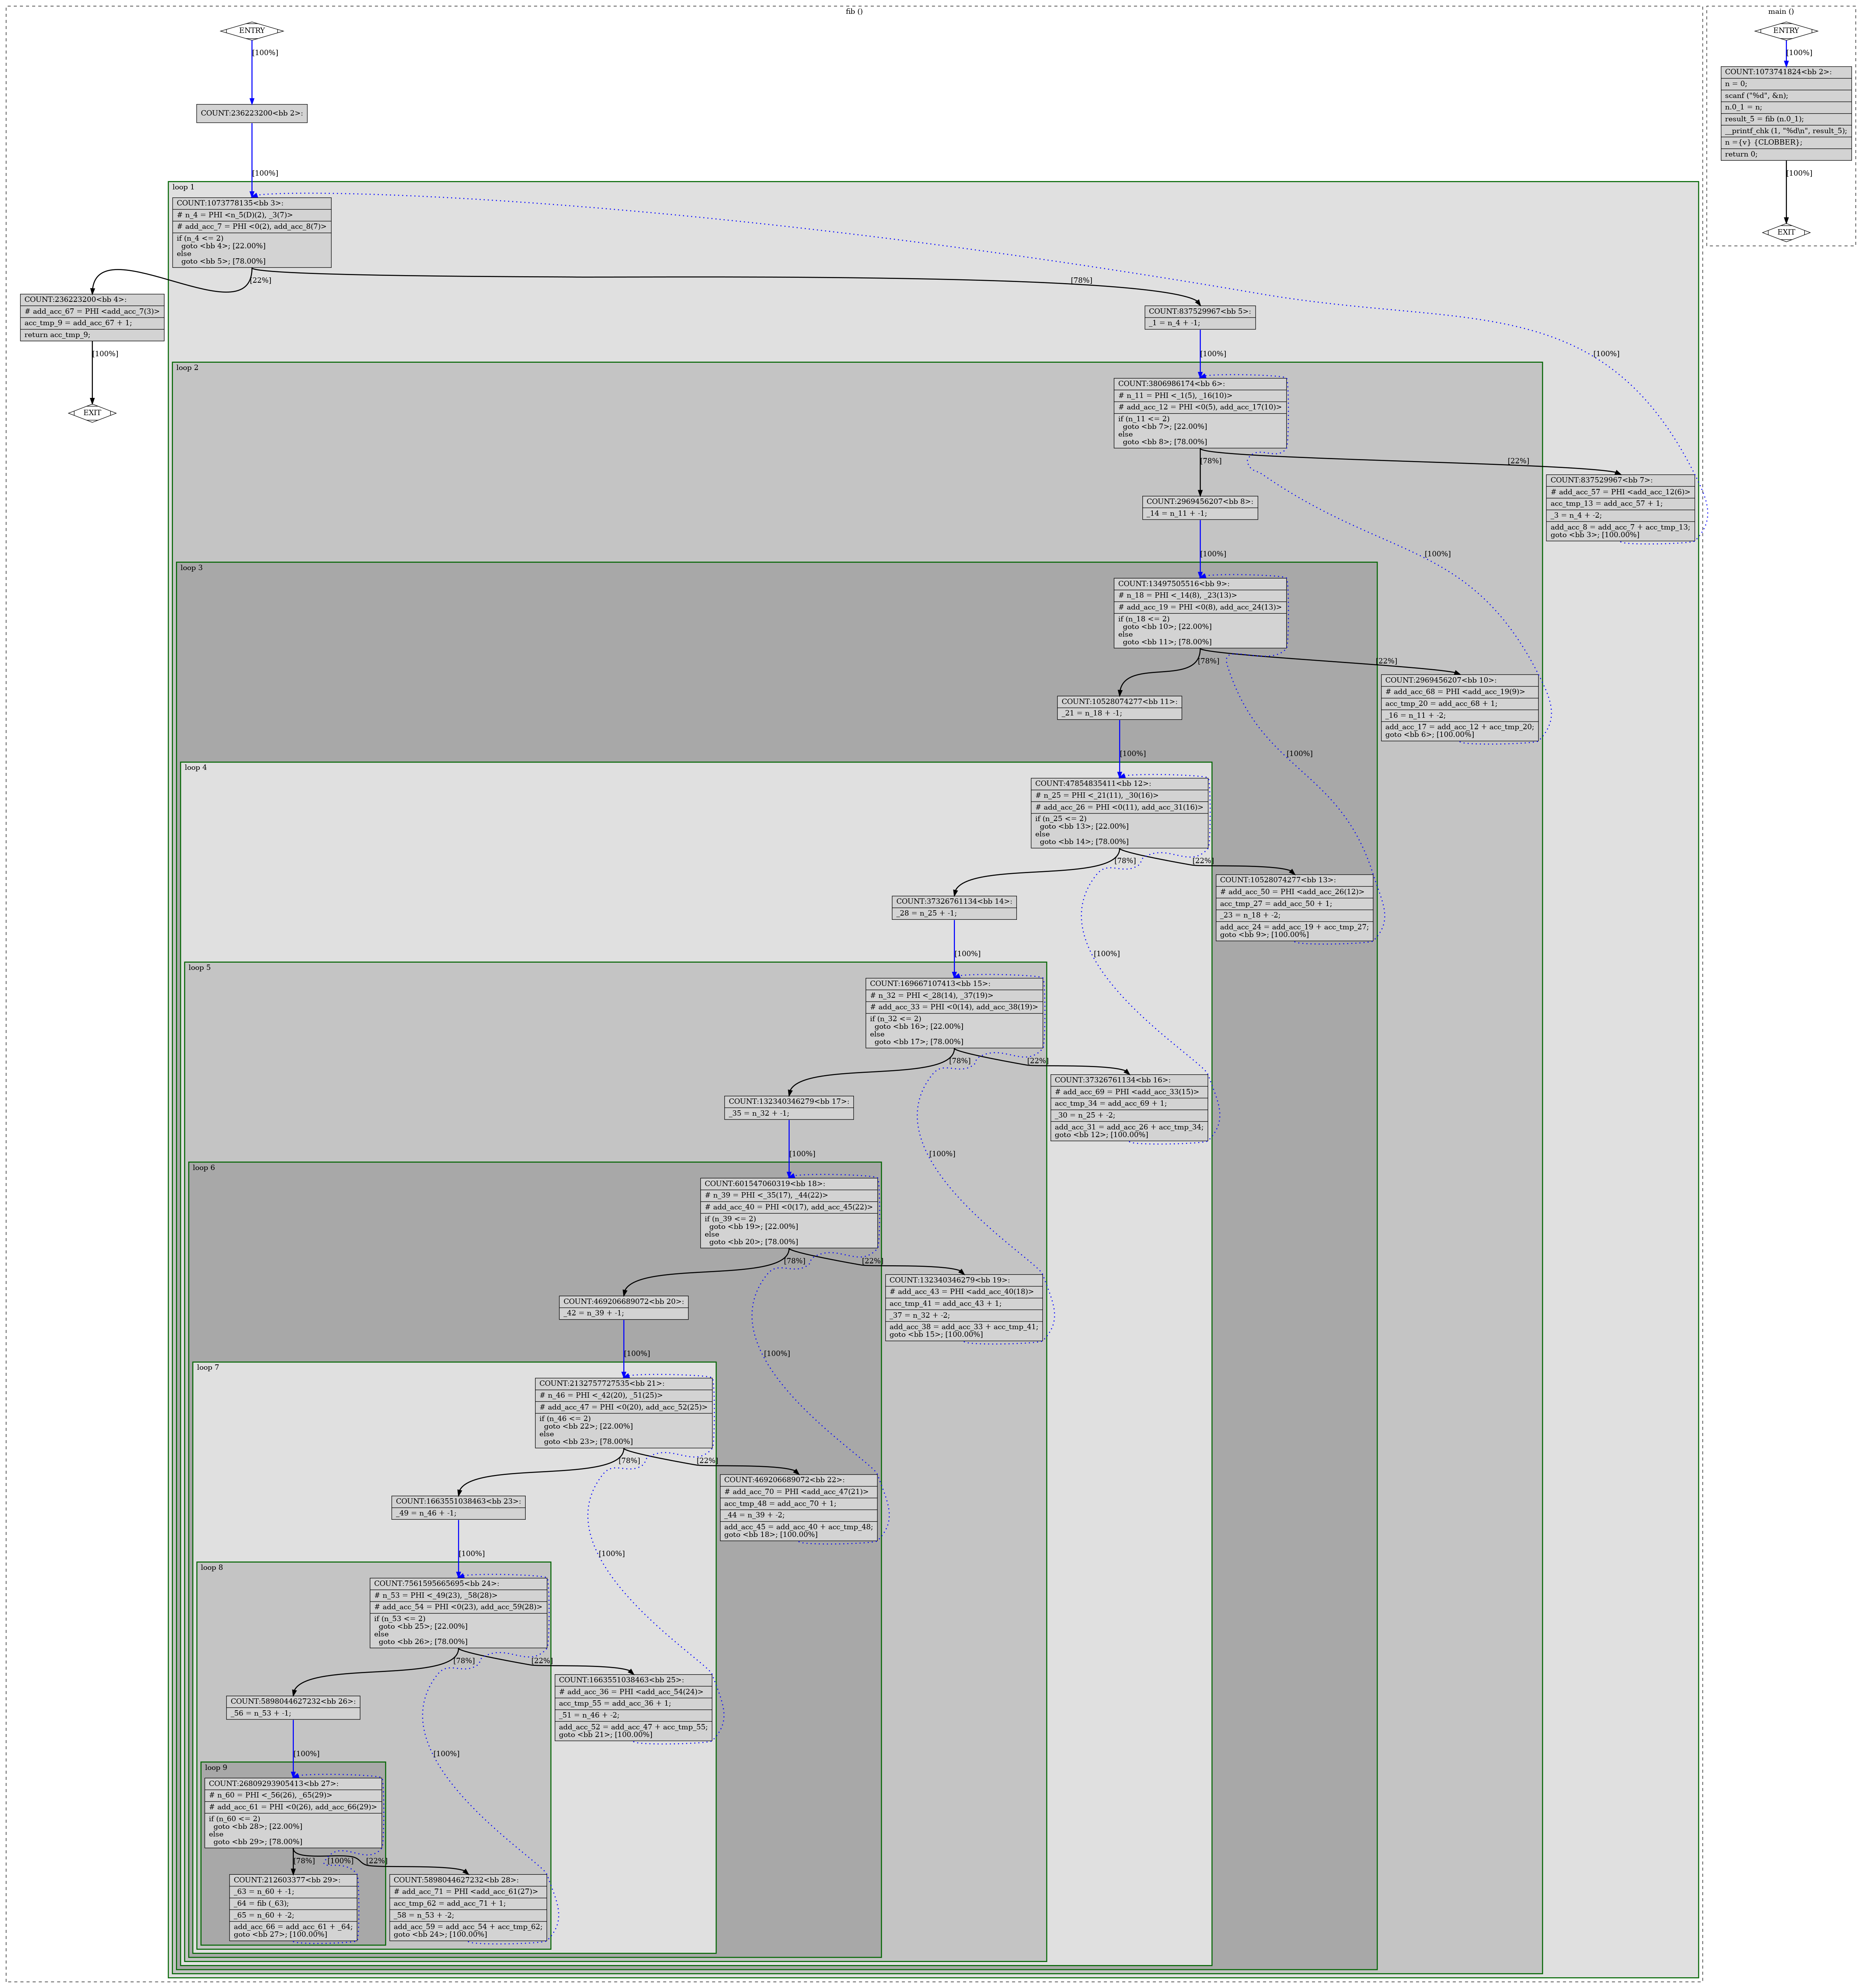 fib ()
ENTRY
[100%]
COUNT:236223200<bb 2>:
[100%]
loop 1
COUNT:1073778135<bb 3>:
# n_4 = PHI <n_5(D)(2), _3(7)>
# add_acc_7 = PHI <0(2), add_acc_8(7)>
if (n_4 <= 2)
goto <bb 4>; [22.00%]
else
goto <bb 5>; [78.00%]
[22%]
[78%]
COUNT:236223200<bb 4>:
# add_acc_67 = PHI <add_acc_7(3)>
acc_tmp_9 = add_acc_67 + 1;
return acc_tmp_9;
[100%]
EXIT
COUNT:837529967<bb 5>:
_1 = n_4 + -1;
[100%]
[100%]
loop 2
COUNT:3806986174<bb 6>:
# n_11 = PHI <_1(5), _16(10)>
# add_acc_12 = PHI <0(5), add_acc_17(10)>
if (n_11 <= 2)
goto <bb 7>; [22.00%]
else
goto <bb 8>; [78.00%]
[78%]
[22%]
COUNT:837529967<bb 7>:
# add_acc_57 = PHI <add_acc_12(6)>
acc_tmp_13 = add_acc_57 + 1;
_3 = n_4 + -2;
add_acc_8 = add_acc_7 + acc_tmp_13;
goto <bb 3>; [100.00%]
COUNT:2969456207<bb 8>:
_14 = n_11 + -1;
[100%]
[100%]
loop 3
COUNT:13497505516<bb 9>:
# n_18 = PHI <_14(8), _23(13)>
# add_acc_19 = PHI <0(8), add_acc_24(13)>
if (n_18 <= 2)
goto <bb 10>; [22.00%]
else
goto <bb 11>; [78.00%]
[78%]
[22%]
COUNT:2969456207<bb 10>:
# add_acc_68 = PHI <add_acc_19(9)>
acc_tmp_20 = add_acc_68 + 1;
_16 = n_11 + -2;
add_acc_17 = add_acc_12 + acc_tmp_20;
goto <bb 6>; [100.00%]
COUNT:10528074277<bb 11>:
_21 = n_18 + -1;
[100%]
[100%]
loop 4
COUNT:47854835411<bb 12>:
# n_25 = PHI <_21(11), _30(16)>
# add_acc_26 = PHI <0(11), add_acc_31(16)>
if (n_25 <= 2)
goto <bb 13>; [22.00%]
else
goto <bb 14>; [78.00%]
[78%]
[22%]
COUNT:10528074277<bb 13>:
# add_acc_50 = PHI <add_acc_26(12)>
acc_tmp_27 = add_acc_50 + 1;
_23 = n_18 + -2;
add_acc_24 = add_acc_19 + acc_tmp_27;
goto <bb 9>; [100.00%]
COUNT:37326761134<bb 14>:
_28 = n_25 + -1;
[100%]
[100%]
loop 5
COUNT:169667107413<bb 15>:
# n_32 = PHI <_28(14), _37(19)>
# add_acc_33 = PHI <0(14), add_acc_38(19)>
if (n_32 <= 2)
goto <bb 16>; [22.00%]
else
goto <bb 17>; [78.00%]
[78%]
[22%]
COUNT:37326761134<bb 16>:
# add_acc_69 = PHI <add_acc_33(15)>
acc_tmp_34 = add_acc_69 + 1;
_30 = n_25 + -2;
add_acc_31 = add_acc_26 + acc_tmp_34;
goto <bb 12>; [100.00%]
COUNT:132340346279<bb 17>:
_35 = n_32 + -1;
[100%]
[100%]
loop 6
COUNT:601547060319<bb 18>:
# n_39 = PHI <_35(17), _44(22)>
# add_acc_40 = PHI <0(17), add_acc_45(22)>
if (n_39 <= 2)
goto <bb 19>; [22.00%]
else
goto <bb 20>; [78.00%]
[78%]
[22%]
COUNT:132340346279<bb 19>:
# add_acc_43 = PHI <add_acc_40(18)>
acc_tmp_41 = add_acc_43 + 1;
_37 = n_32 + -2;
add_acc_38 = add_acc_33 + acc_tmp_41;
goto <bb 15>; [100.00%]
COUNT:469206689072<bb 20>:
_42 = n_39 + -1;
[100%]
[100%]
loop 7
COUNT:2132757727535<bb 21>:
# n_46 = PHI <_42(20), _51(25)>
# add_acc_47 = PHI <0(20), add_acc_52(25)>
if (n_46 <= 2)
goto <bb 22>; [22.00%]
else
goto <bb 23>; [78.00%]
[78%]
[22%]
COUNT:469206689072<bb 22>:
# add_acc_70 = PHI <add_acc_47(21)>
acc_tmp_48 = add_acc_70 + 1;
_44 = n_39 + -2;
add_acc_45 = add_acc_40 + acc_tmp_48;
goto <bb 18>; [100.00%]
COUNT:1663551038463<bb 23>:
_49 = n_46 + -1;
[100%]
[100%]
loop 8
COUNT:7561595665695<bb 24>:
# n_53 = PHI <_49(23), _58(28)>
# add_acc_54 = PHI <0(23), add_acc_59(28)>
if (n_53 <= 2)
goto <bb 25>; [22.00%]
else
goto <bb 26>; [78.00%]
[78%]
[22%]
COUNT:1663551038463<bb 25>:
# add_acc_36 = PHI <add_acc_54(24)>
acc_tmp_55 = add_acc_36 + 1;
_51 = n_46 + -2;
add_acc_52 = add_acc_47 + acc_tmp_55;
goto <bb 21>; [100.00%]
COUNT:5898044627232<bb 26>:
_56 = n_53 + -1;
[100%]
[100%]
loop 9
COUNT:26809293905413<bb 27>:
# n_60 = PHI <_56(26), _65(29)>
# add_acc_61 = PHI <0(26), add_acc_66(29)>
if (n_60 <= 2)
goto <bb 28>; [22.00%]
else
goto <bb 29>; [78.00%]
[78%]
[100%]
[22%]
COUNT:212603377<bb 29>:
_63 = n_60 + -1;
_64 = fib (_63);
_65 = n_60 + -2;
add_acc_66 = add_acc_61 + _64;
goto <bb 27>; [100.00%]
COUNT:5898044627232<bb 28>:
# add_acc_71 = PHI <add_acc_61(27)>
acc_tmp_62 = add_acc_71 + 1;
_58 = n_53 + -2;
add_acc_59 = add_acc_54 + acc_tmp_62;
goto <bb 24>; [100.00%]
main ()
ENTRY
[100%]
COUNT:1073741824<bb 2>:
n = 0;
scanf ("%d", &n);
n.0_1 = n;
result_5 = fib (n.0_1);
__printf_chk (1, "%d\n", result_5);
n ={v} {CLOBBER};
return 0;
[100%]
EXIT